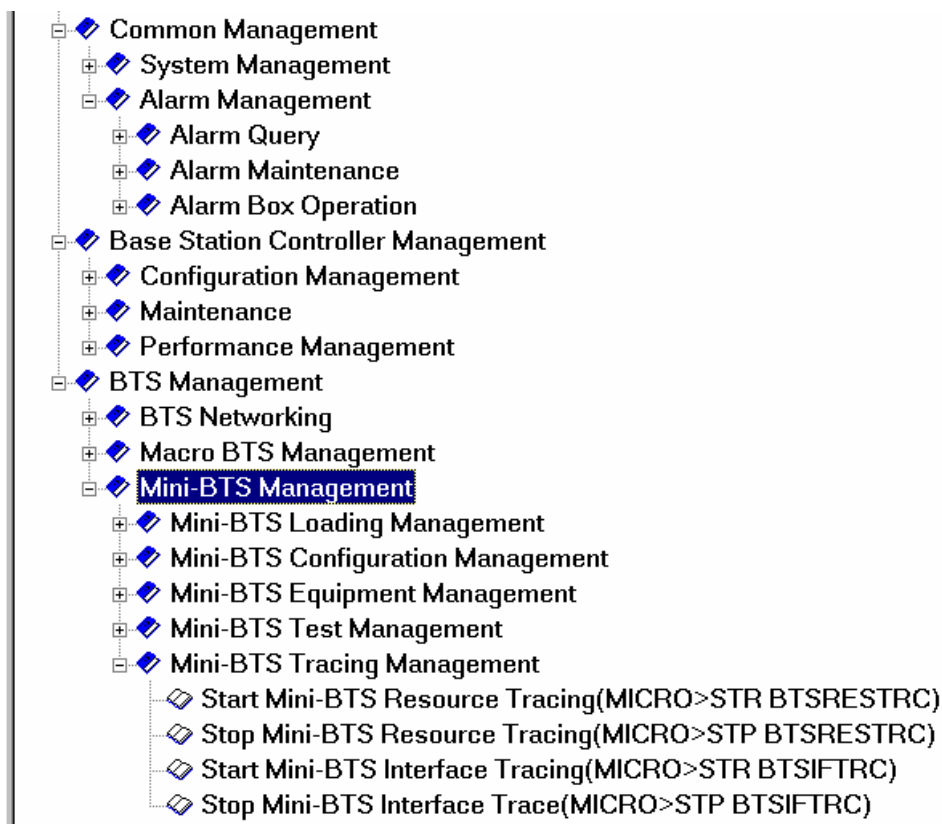 Common Management
System Management
Alarm Management
Alarm Query
Alarm Maintenance
Alarm Box Operation
Base Station Controller Management
Configuration Management
Maintenance
Performance Management
BTS Management
BTS Networking
Macro BTS Management
Mini-BTS Management
Mini-BTS Loading Management
Mini-BTS Configuration Management
Mini-BTS Equipment Management
Mini-BTS Test Management
Mini-BTS Tracing Management
Start Mini-BTS Resource Tracing(MICRO>STR BTSRESTRC)
Stop Mini-BTS Resource Tracing(MICRO>STP BTSRESTRC)
Start Mini-BTS Interface Tracing(MICRO>STR BTSIFTRC)
Stop Mini-BTS Interface Trace(MICRO>STP BTSIFTRC)